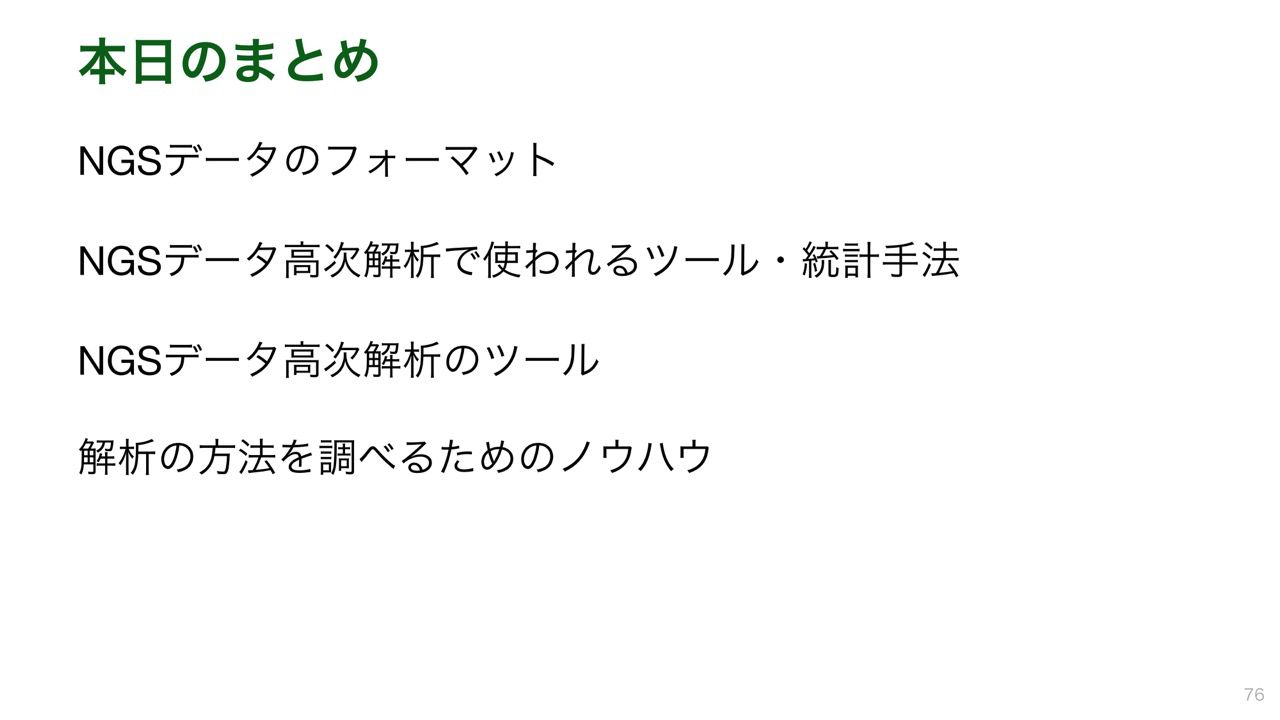 本日のまとめ
NGSデータのフォーマット
NGSデータ高次解析で使われるツール・統計手法
NGSデータ高次解析のツール
解析の方法を調べるためのノウハウ
76